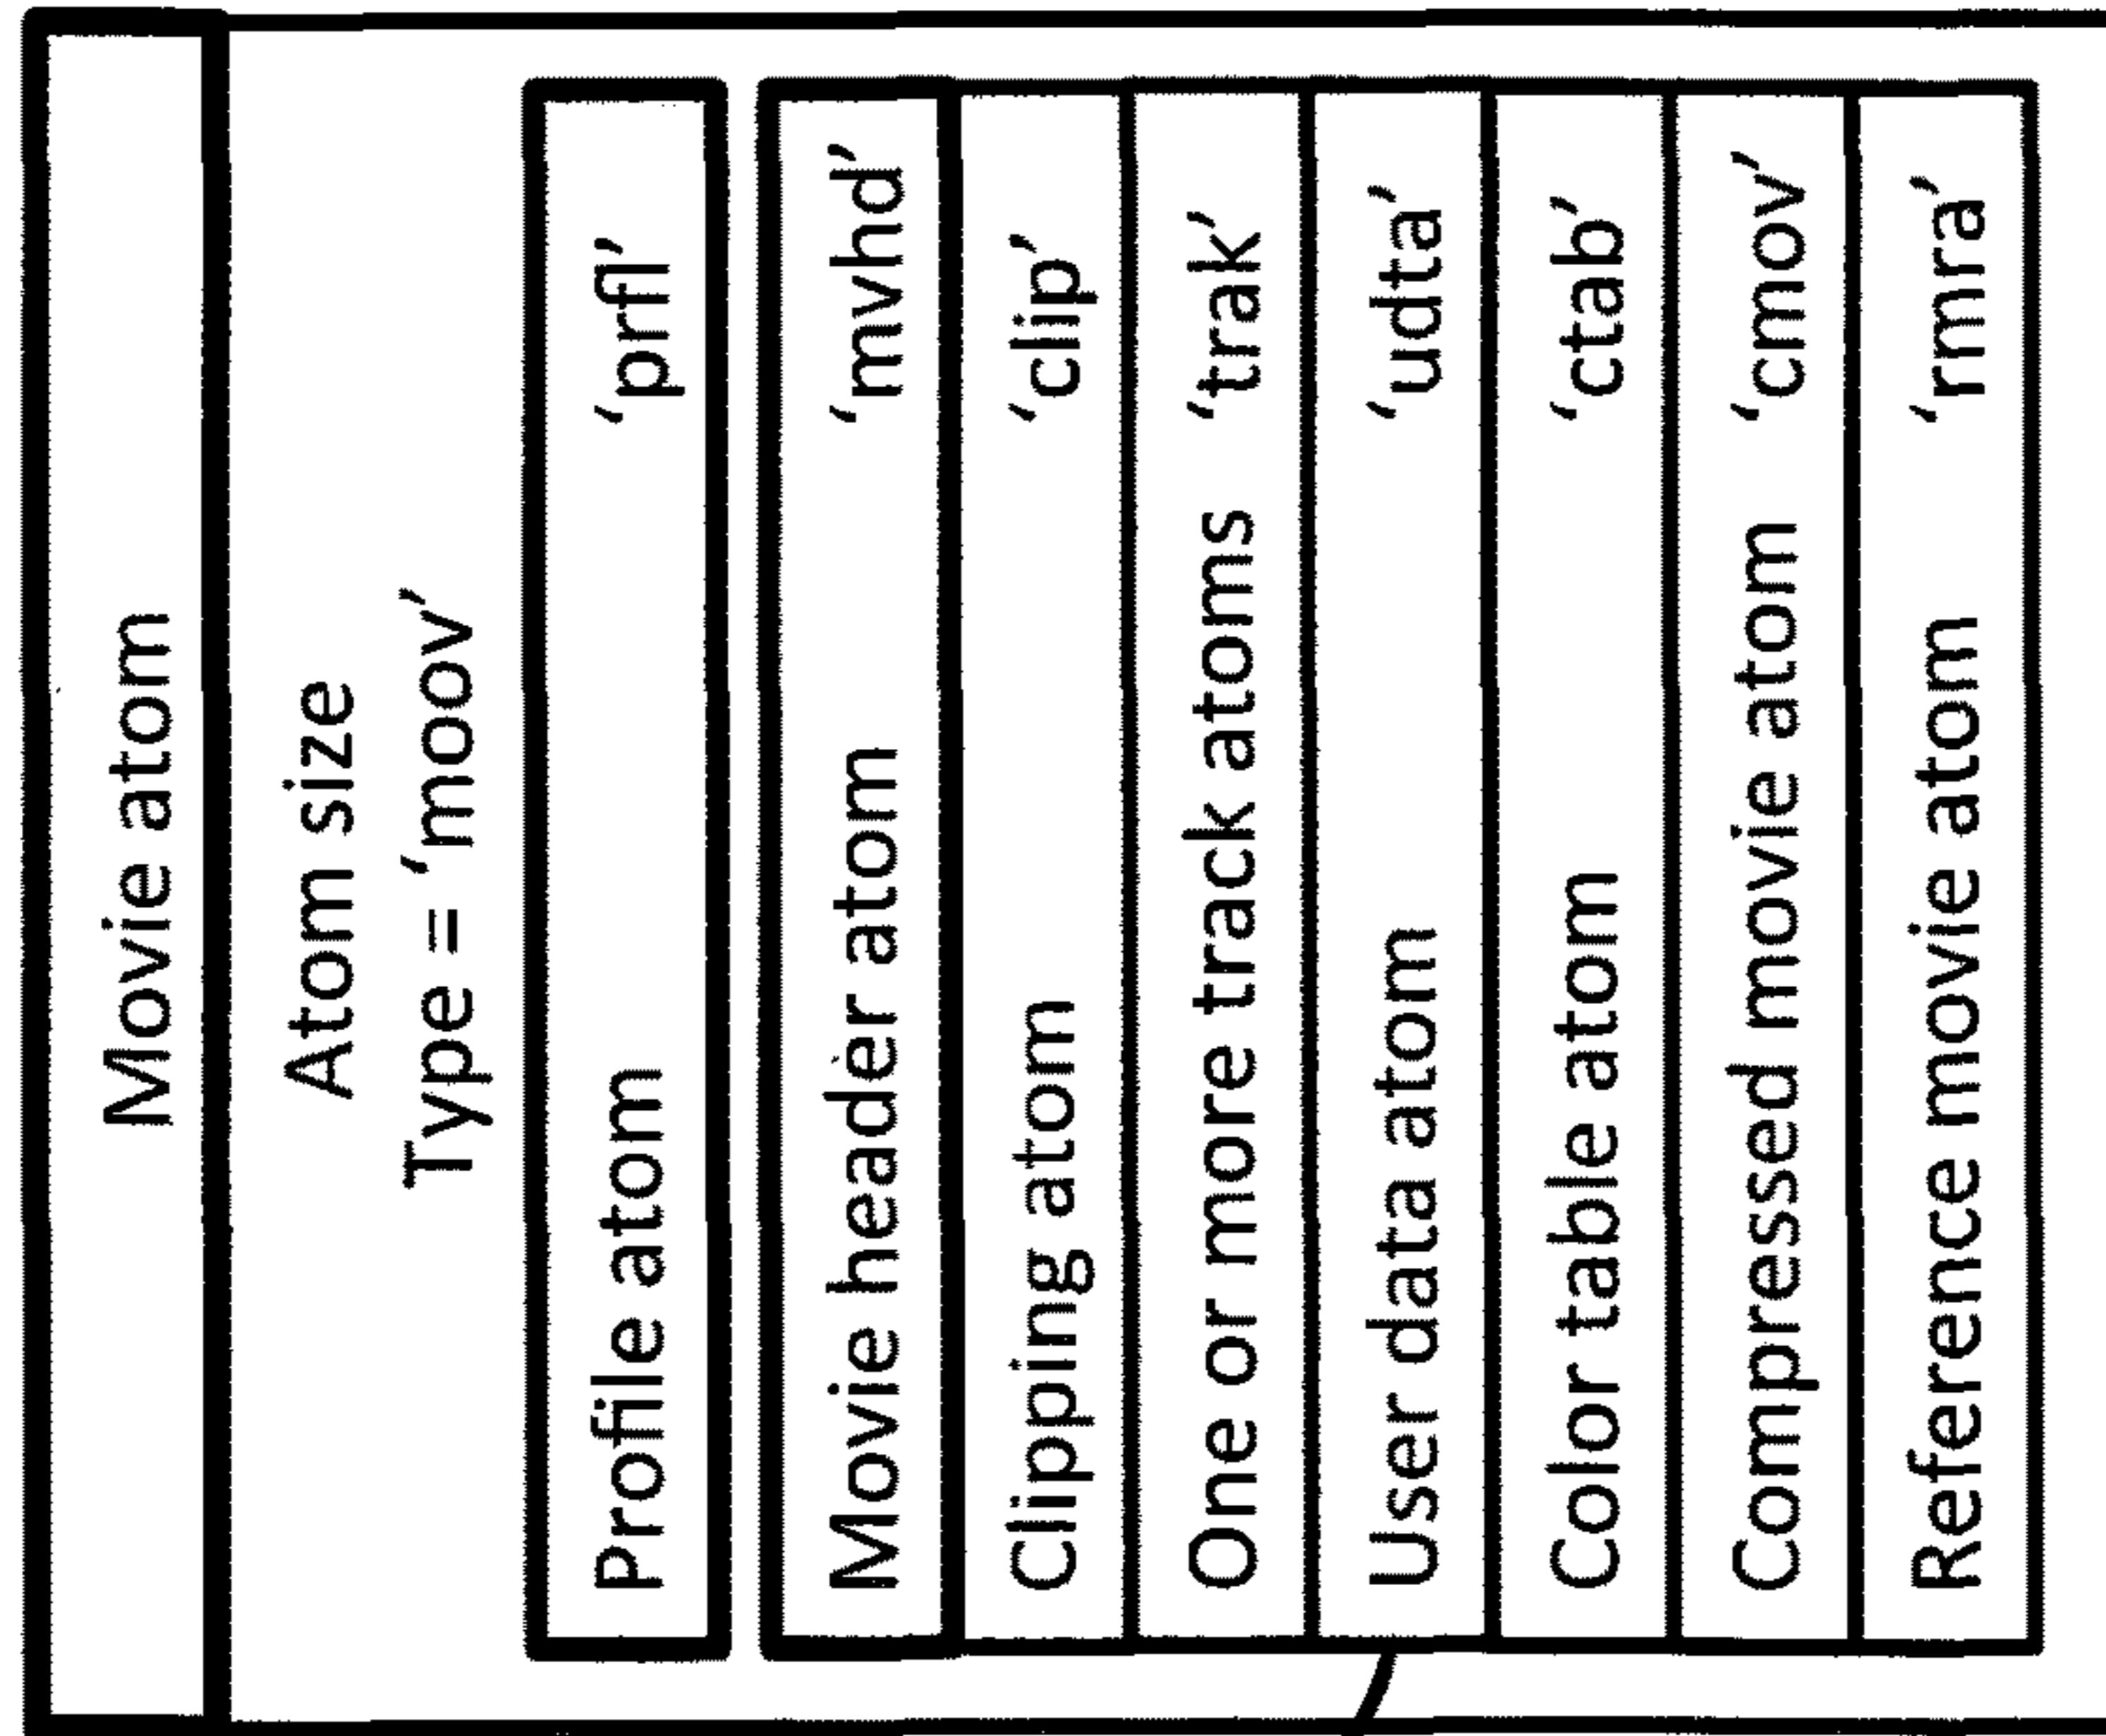 Movie atom
Atom size
Type = ‘moov’
Profile atom ‘prfl’
Movie header atom ‘mvhd’
Clipping atom ‘clip’
One or more track atoms ‘trak’
User data atom ‘udta’
Color table atom ‘ctab’
Compressed movie atom ‘cmov’
Reference movie atom ‘rmra’